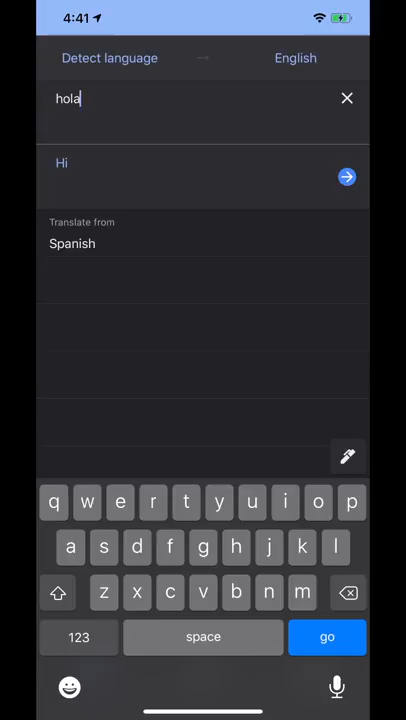 4:41
Detect language → English
hola
Hi
Translate from
Spanish
q w e r t y u i o p
a s d f g h j k l
z x c v b n m
123 space go